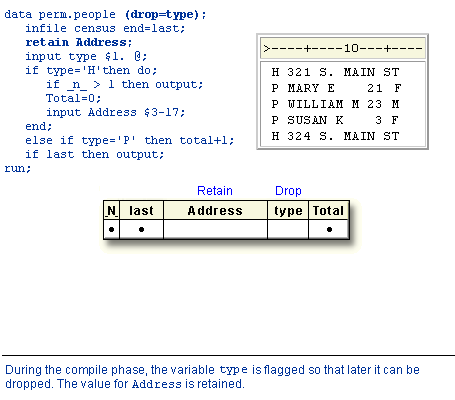 data perm.people (drop=type);
infile census end=last;
retain Address;
input type $1. @;
if type='H'then do;
if _n_ > 1 then output;
Total=0;
input Address $3-17;
end;
else if type='P' then total+1;
if last then output;
run;
>----+----10---+----
H 321 S. MAIN ST
P MARY E 21 F
P WILLIAM M 23 M
P SUSAN K 3 F
H 324 S. MAIN ST
Retain Drop
_N_ last Address type Total
• • •
During the compile phase, the variable type is flagged so that later it can be
dropped. The value for Address is retained.